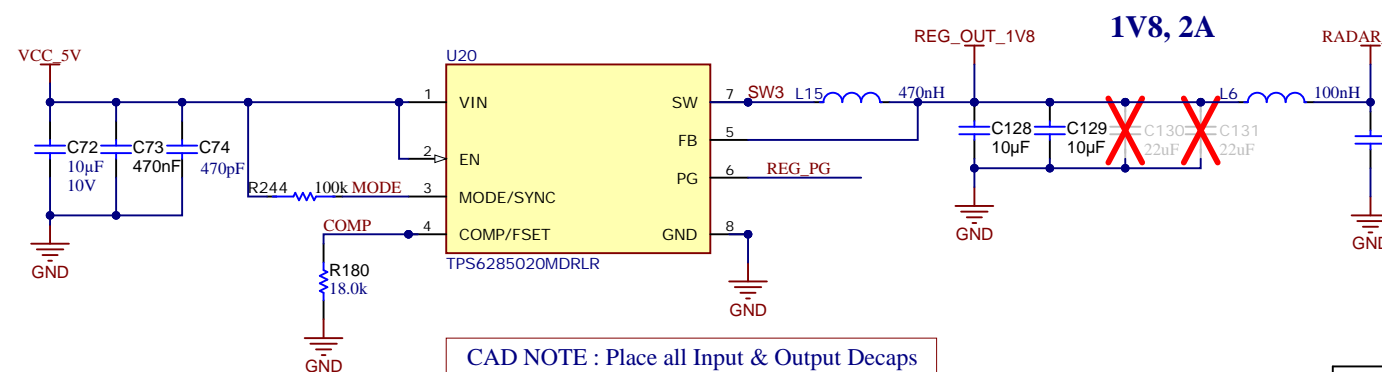 1V8, 2A
VCC_5V
REG_OUT_1V8
RADAR_
U20
1 VIN
SW 7 SW3 L15 470nH
L6 100nH
C72
10µF
10V
C73
470nF
C74
470pF
2 EN
FB 5
C128
10µF
C129
10µF
C130
22uF
C131
22uF
R244 100k MODE 3 MODE/SYNC
PG 6 REG_PG
COMP 4 COMP/FSET
GND 8
TPS6285020MDRLR
R180
18.0k
GND
GND
GND
GND
GND
CAD NOTE : Place all Input & Output Decaps